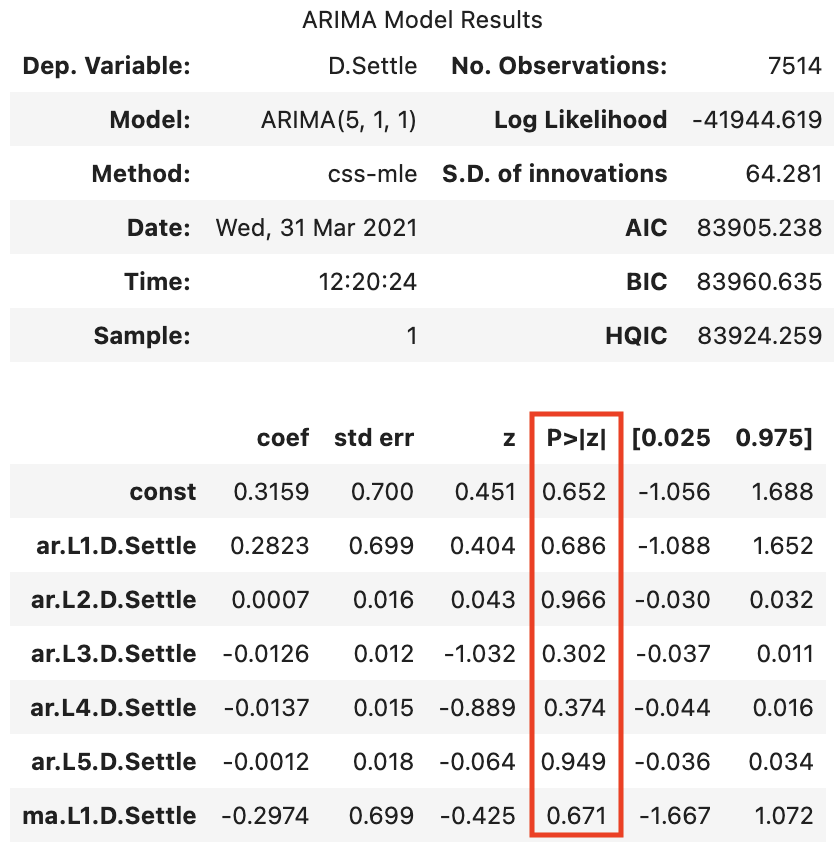 ARIMA Model Results
Dep. Variable: D.Settle No. Observations: 7514
Model: ARIMA(5, 1, 1) Log Likelihood -41944.619
Method: css-mle S.D. of innovations 64.281
Date: Wed, 31 Mar 2021 AIC 83905.238
Time: 12:20:24 BIC 83960.635
Sample: 1 HQIC 83924.259
coef std err z P>|z| [0.025 0.975]
const 0.3159 0.700 0.451 0.652 -1.056 1.688
ar.L1.D.Settle 0.2823 0.699 0.404 0.686 -1.088 1.652
ar.L2.D.Settle 0.0007 0.016 0.043 0.966 -0.030 0.032
ar.L3.D.Settle -0.0126 0.012 -1.032 0.302 -0.037 0.011
ar.L4.D.Settle -0.0137 0.015 -0.889 0.374 -0.044 0.016
ar.L5.D.Settle -0.0012 0.018 -0.064 0.949 -0.036 0.034
ma.L1.D.Settle -0.2974 0.699 -0.425 0.671 -1.667 1.072